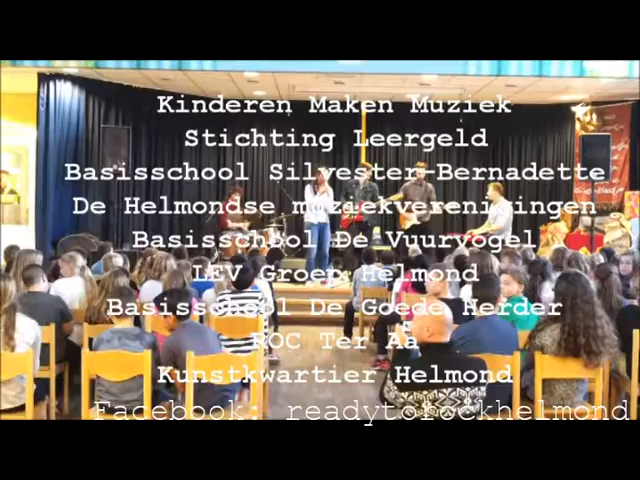 Kinderen Maken Muziek
Stichting Leergeld
Basisschool Silvester-Bernadette
De Helmondse muziekverenigingen
Basisschool De Vuurvogel
LEV Groep Helmond
Basisschool De Goede Herder
ROC Ter Aa
Kunstkwartier Helmond
Facebook: readytorockhelmond